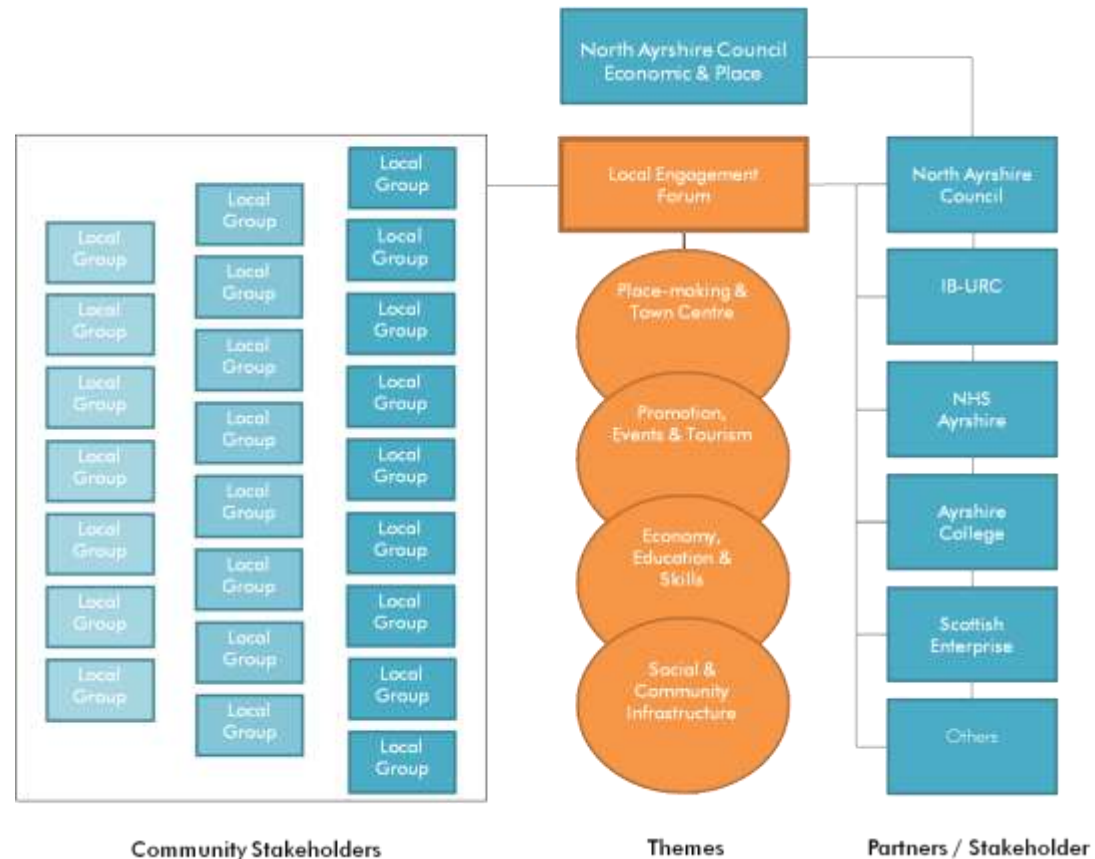 North Ayrshire Council
Economic & Place
Local
Group
Local
Group
Local
Group
Local
Group
Local
Group
Local
Group
Local
Group
Local
Group
Local
Group
Local
Group
Local
Group
Local
Group
Local
Group
Local
Group
Local
Group
Local
Group
Local
Group
Local
Group
Local
Group
Local
Group
Local
Group
Local
Group
Local
Group
Local
Group
Local Engagement
Forum
Place-making &
Town Centre
Promotion,
Events & Tourism
Economy,
Education &
Skills
Social &
Community
Infrastructure
North Ayrshire
Council
IB-URC
NHS
Ayrshire
Ayrshire
College
Scottish
Enterprise
Others
Community Stakeholders
Themes
Partners / Stakeholder